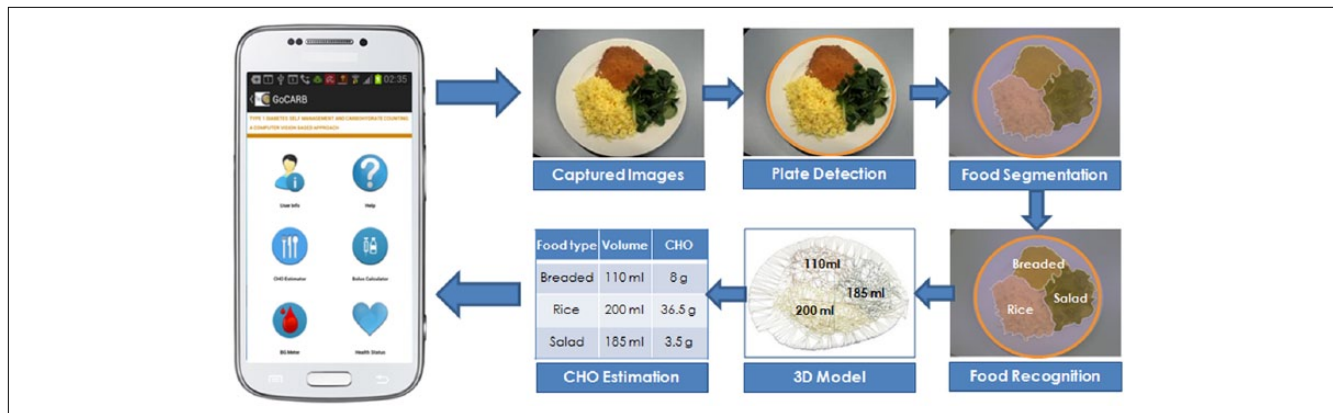 02:35
GoCARB
TYPE 1 DIABETES SELF MANAGEMENT AND CARBOHYDRATE COUNTING
A COMPUTER VISION BASED APPROACH
User Info
Help
CHO Estimator
Bolus Calculator
BG Meter
Health Status
Captured Images
Plate Detection
Food Segmentation
Breaded
Rice
Salad
Food Recognition
110ml
185 ml
200 ml
3D Model
Food type Volume CHO
Breaded 110 ml 8 g
Rice 200 ml 36.5 g
Salad 185 ml 3.5 g
CHO Estimation